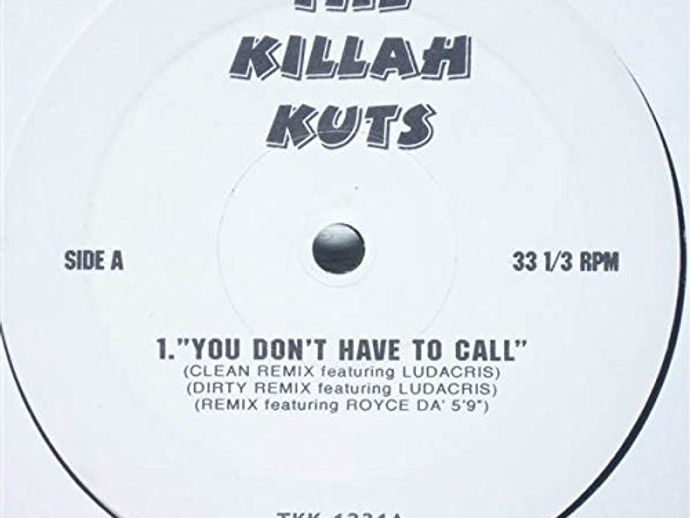 THE
KILLAH
KUTS
SIDE A
33 1/3 RPM
1."YOU DON'T HAVE TO CALL"
(CLEAN REMIX featuring LUDACRIS)
(DIRTY REMIX featuring LUDACRIS)
(REMIX featuring ROYCE DA' 5'9")